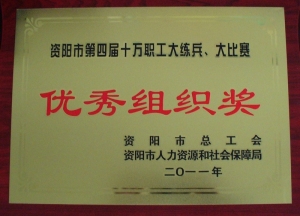 资阳市第四届十万职工大练兵、大比赛
优秀组织奖
资阳市总工会
资阳市人力资源和社会保障局
二〇一一年